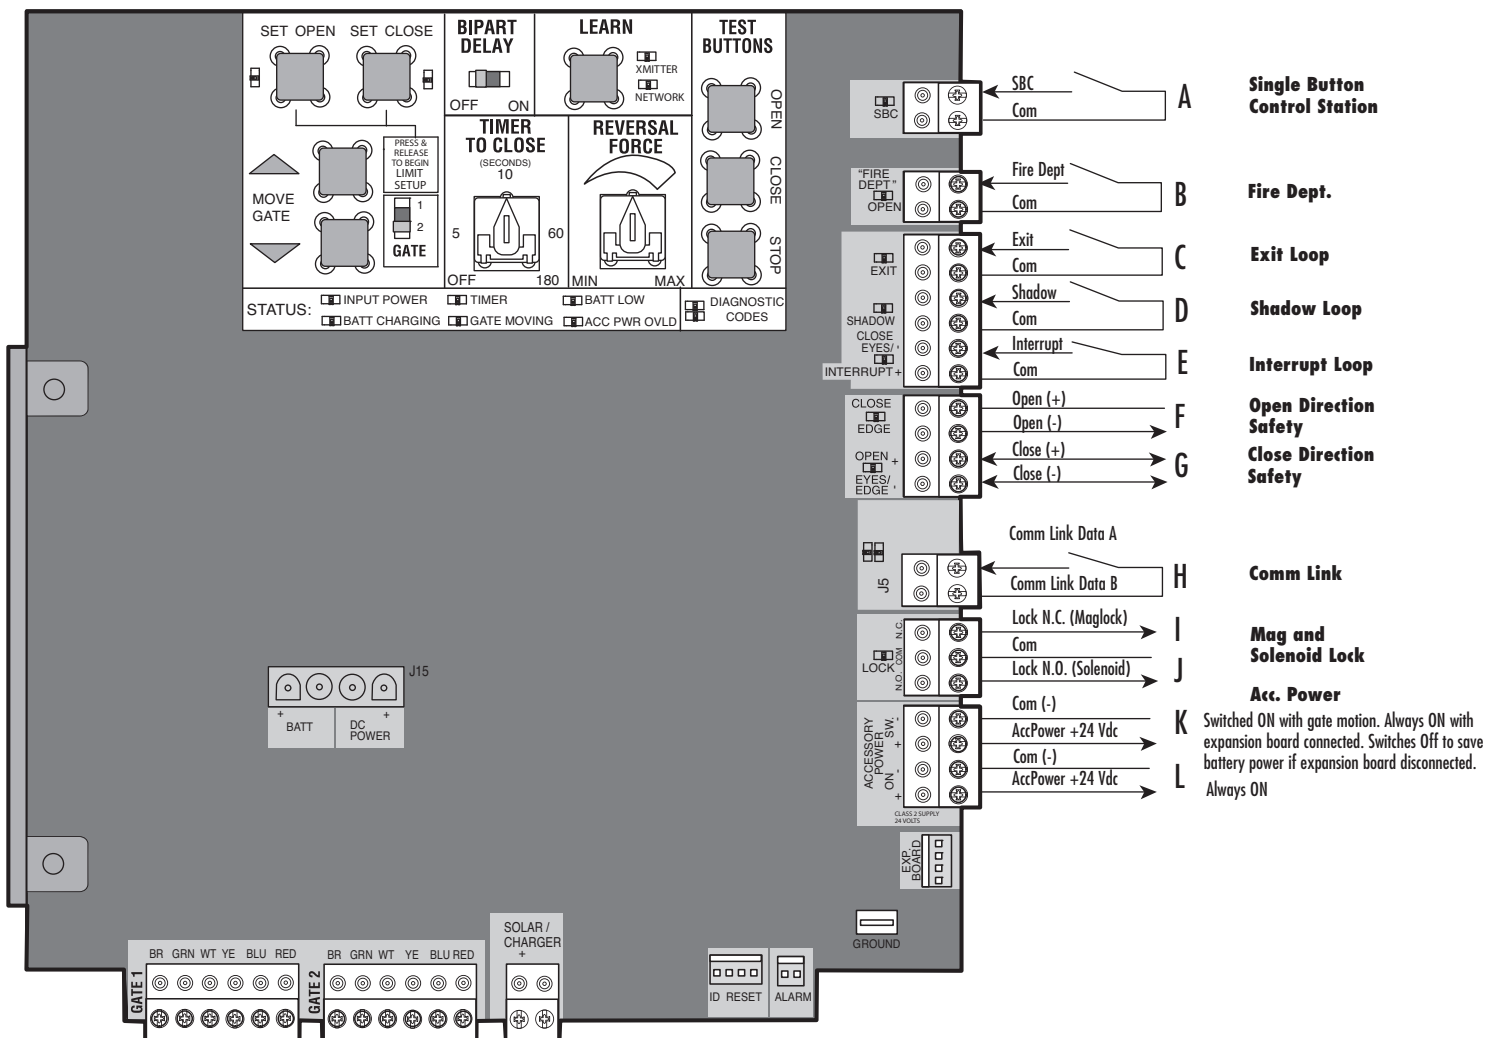 SET OPEN SET CLOSE
BIPART
DELAY
OFF ON
LEARN
XMITTER
NETWORK
TEST
BUTTONS
OPEN
CLOSE
STOP
PRESS &
RELEASE
TO BEGIN
LIMIT
SETUP
MOVE
GATE
1
2
GATE
TIMER
TO CLOSE
(SECONDS)
10
5 60
OFF 180
REVERSAL
FORCE
MIN MAX
STATUS: INPUT POWER TIMER BATT LOW
BATT CHARGING GATE MOVING ACC PWR OVLD
DIAGNOSTIC
CODES
SBC
SBC
Com
A
Single Button
Control Station
"FIRE
DEPT"
OPEN
Fire Dept
Com
B
Fire Dept.
EXIT
Exit
Com
C
Exit Loop
SHADOW
Shadow
Com
D
Shadow Loop
CLOSE
EYES/ -
INTERRUPT +
Interrupt
Com
E
Interrupt Loop
CLOSE
EDGE
Open (+)
Open (-)
F
Open Direction
Safety
OPEN +
EYES/
EDGE -
Close (+)
Close (-)
G
Close Direction
Safety
J5
Comm Link Data A
Comm Link Data B
H
Comm Link
LOCK
N.C.
COM
N.O.
Lock N.C. (Maglock)
Com
Lock N.O. (Solenoid)
I
J
Mag and
Solenoid Lock
Acc. Power
ACCESSORY
POWER
SW. - +
ON - +
CLASS 2 SUPPLY
24 VOLTS
Com (-)
AccPower +24 Vdc
Com (-)
AccPower +24 Vdc
K
Switched ON with gate motion. Always ON with
expansion board connected. Switches Off to save
battery power if expansion board disconnected.
L
Always ON
J15
+ +
BATT
DC
POWER
EXP.
BOARD
GROUND
SOLAR /
CHARGER
+
GATE 1
BR GRN WT YE BLU RED
GATE 2
BR GRN WT YE BLU RED
ID RESET
ALARM